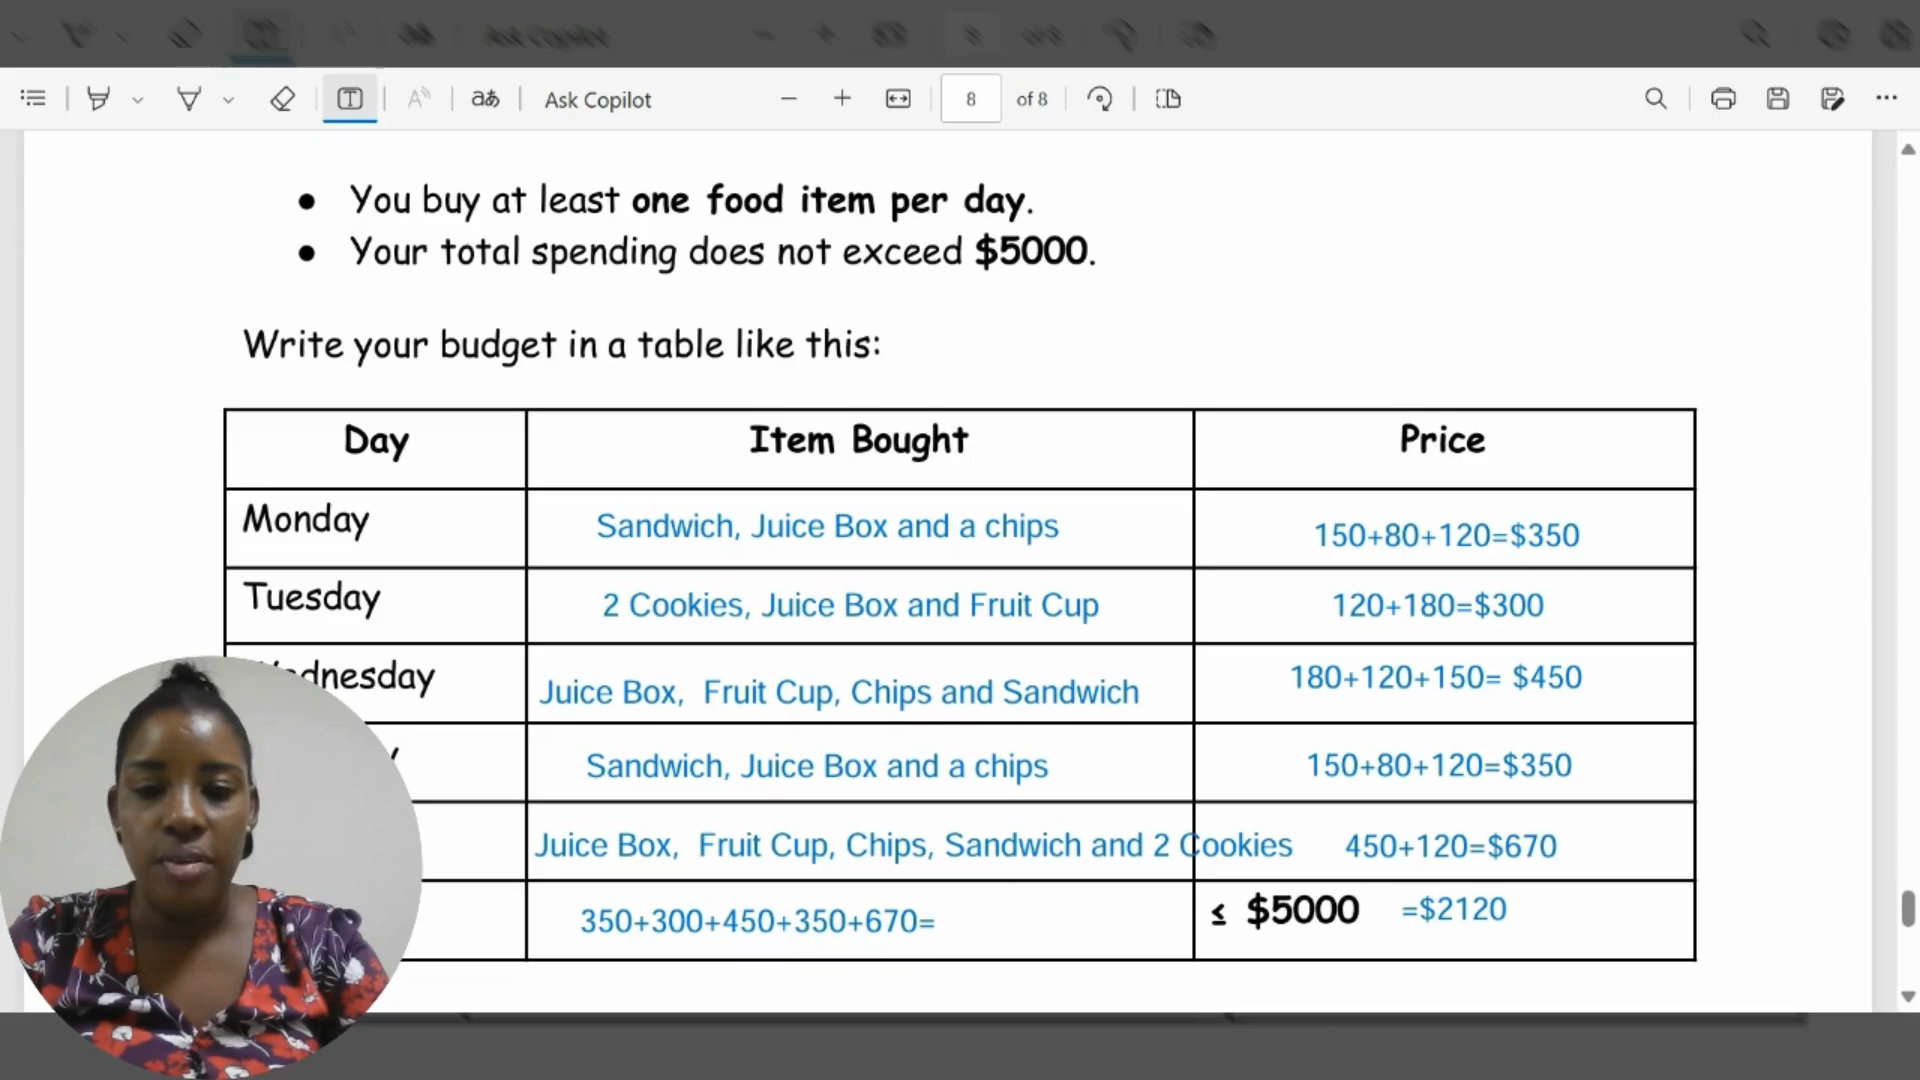 Ask Copilot
8 of 8
• You buy at least one food item per day.
• Your total spending does not exceed $5000.
Write your budget in a table like this:
Day Item Bought Price
Monday Sandwich, Juice Box and a chips 150+80+120=$350
Tuesday 2 Cookies, Juice Box and Fruit Cup 120+180=$300
dnesday Juice Box, Fruit Cup, Chips and Sandwich 180+120+150= $450
Sandwich, Juice Box and a chips 150+80+120=$350
Juice Box, Fruit Cup, Chips, Sandwich and 2 Cookies 450+120=$670
350+300+450+350+670= ≤ $5000 =$2120